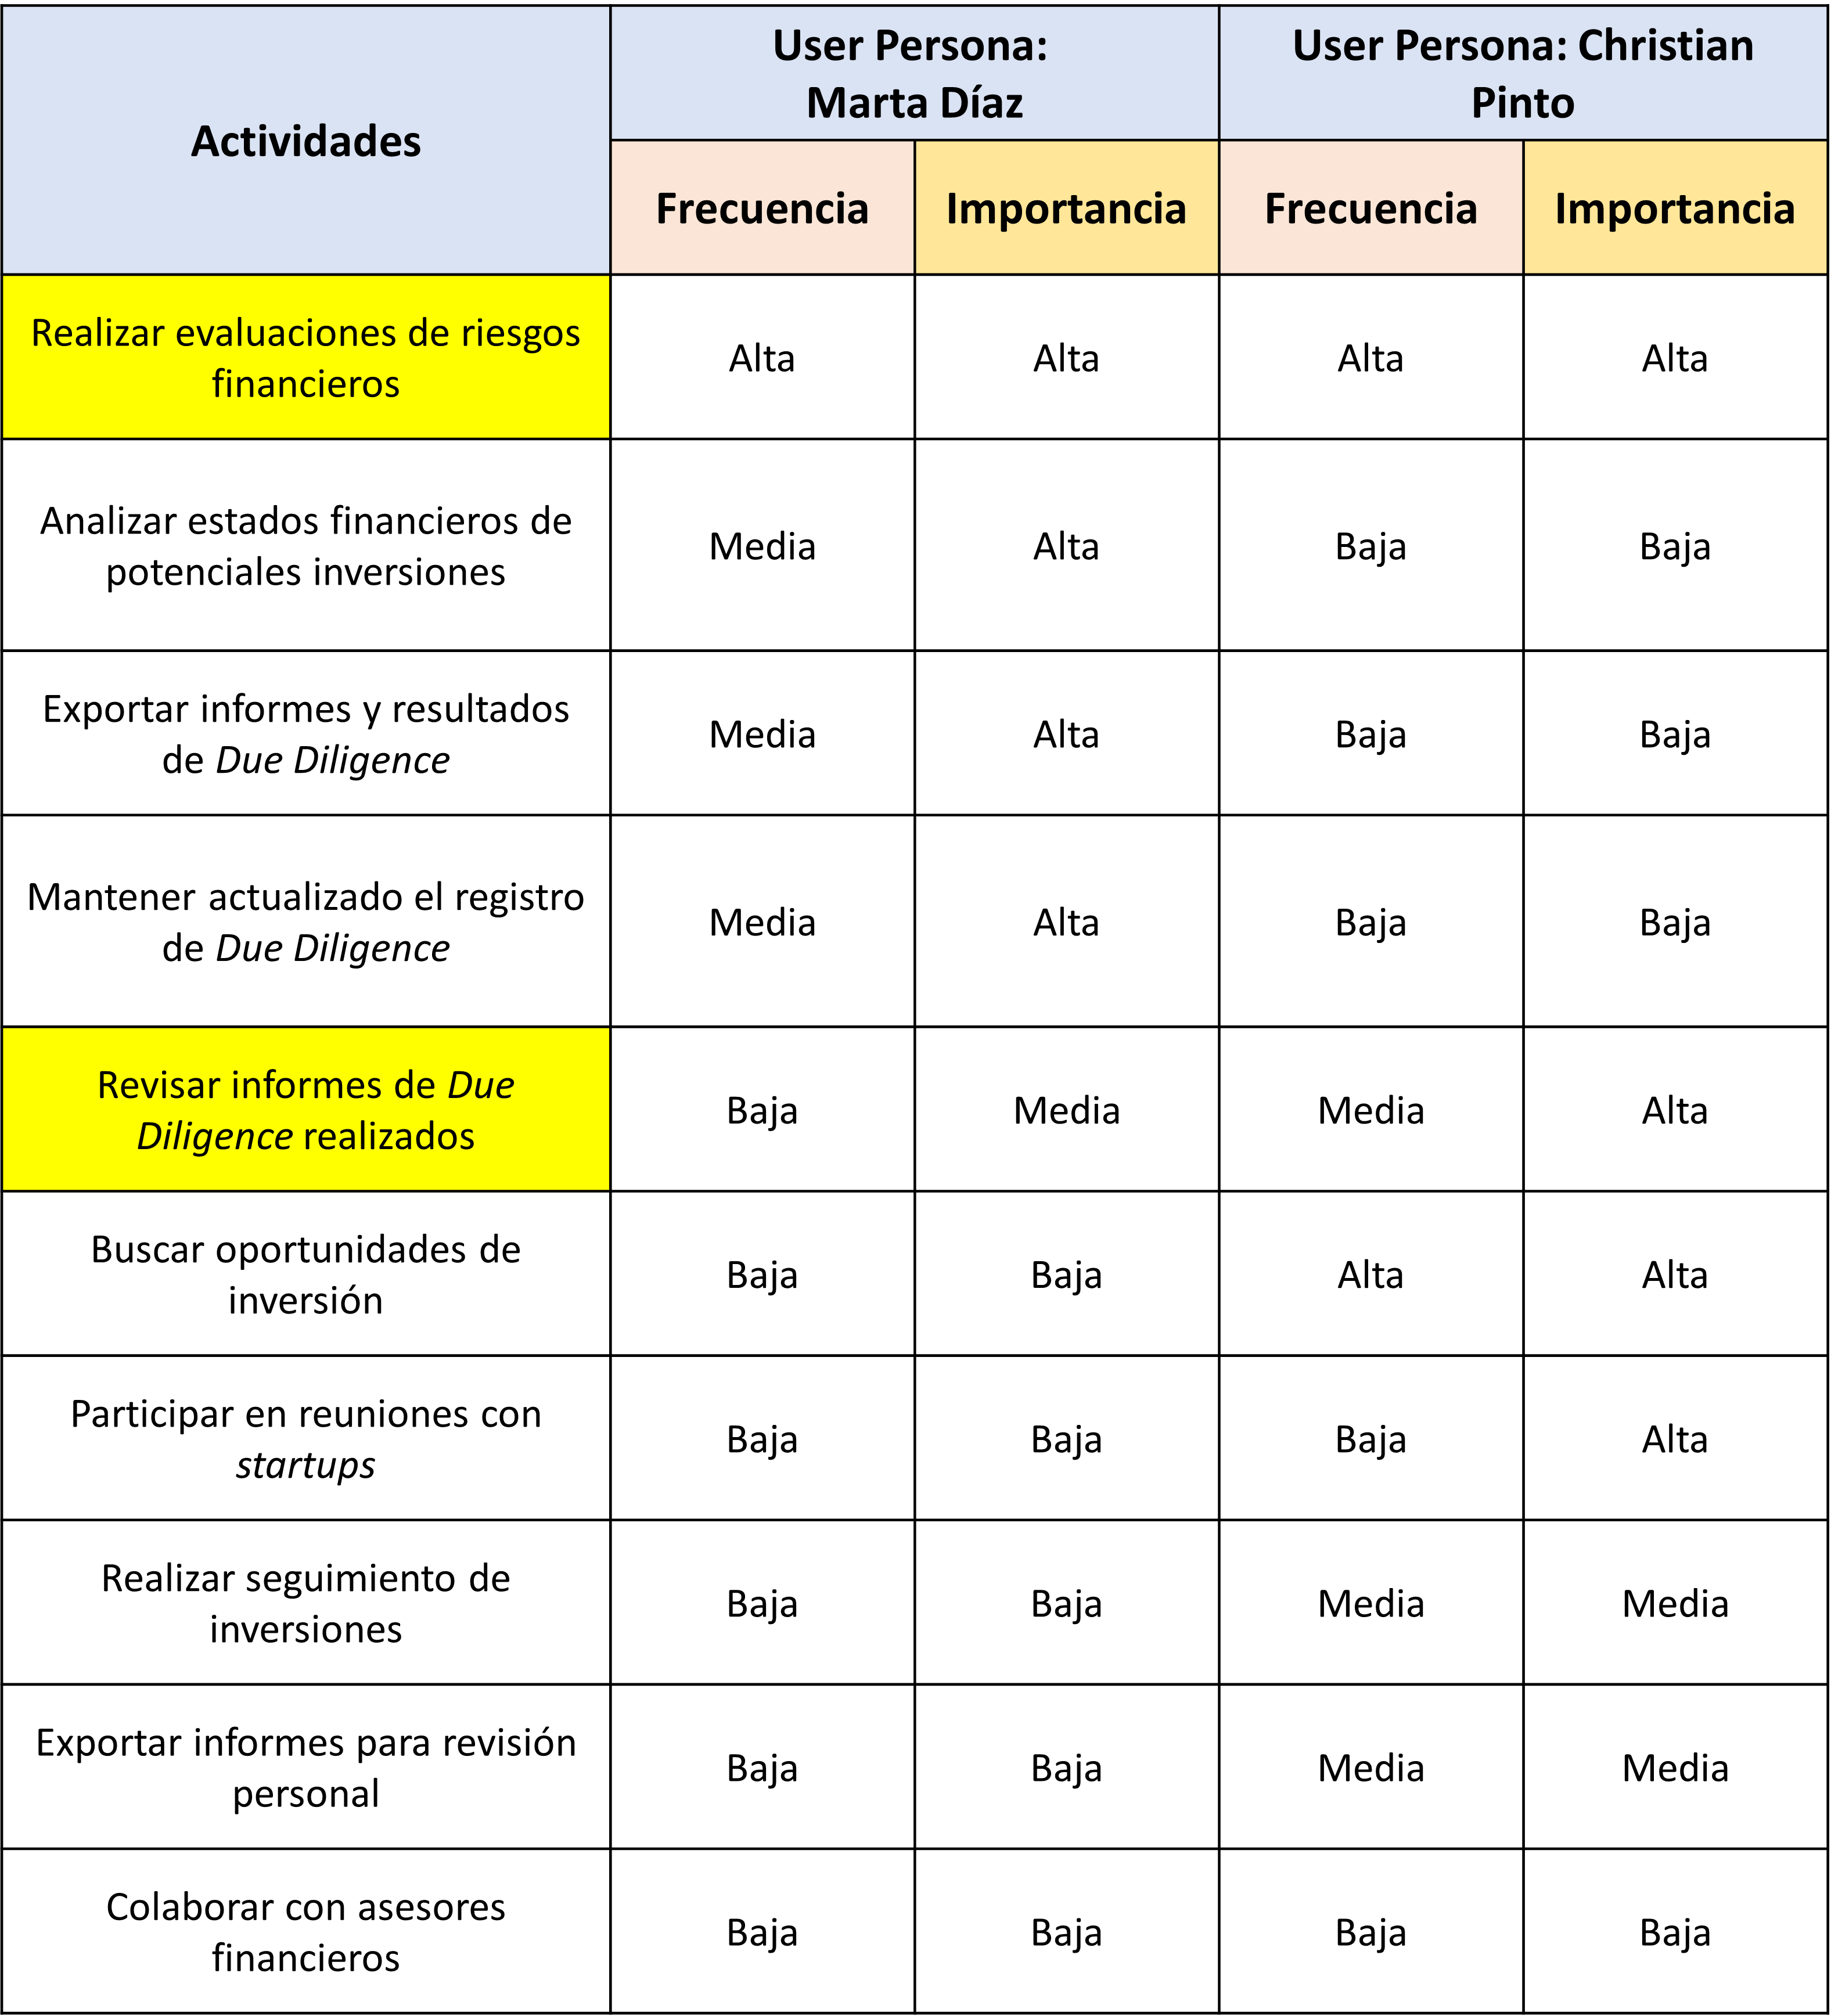 Actividades
User Persona:
Marta Díaz
User Persona: Christian
Pinto
Frecuencia
Importancia
Frecuencia
Importancia
Realizar evaluaciones de riesgos
financieros
Alta
Alta
Alta
Alta
Analizar estados financieros de
potenciales inversiones
Media
Alta
Baja
Baja
Exportar informes y resultados
de Due Diligence
Media
Alta
Baja
Baja
Mantener actualizado el registro
de Due Diligence
Media
Alta
Baja
Baja
Revisar informes de Due
Diligence realizados
Baja
Media
Media
Alta
Buscar oportunidades de
inversión
Baja
Baja
Alta
Alta
Participar en reuniones con
startups
Baja
Baja
Baja
Alta
Realizar seguimiento de
inversiones
Baja
Baja
Media
Media
Exportar informes para revisión
personal
Baja
Baja
Media
Media
Colaborar con asesores
financieros
Baja
Baja
Baja
Baja